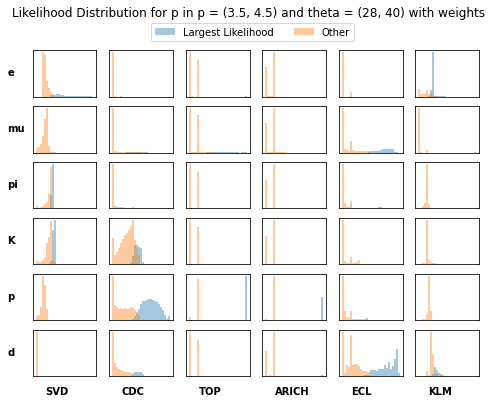 Likelihood Distribution for p in p = (3.5, 4.5) and theta = (28, 40) with weights
Largest Likelihood Other
e
mu
pi
K
p
d
SVD CDC TOP ARICH ECL KLM